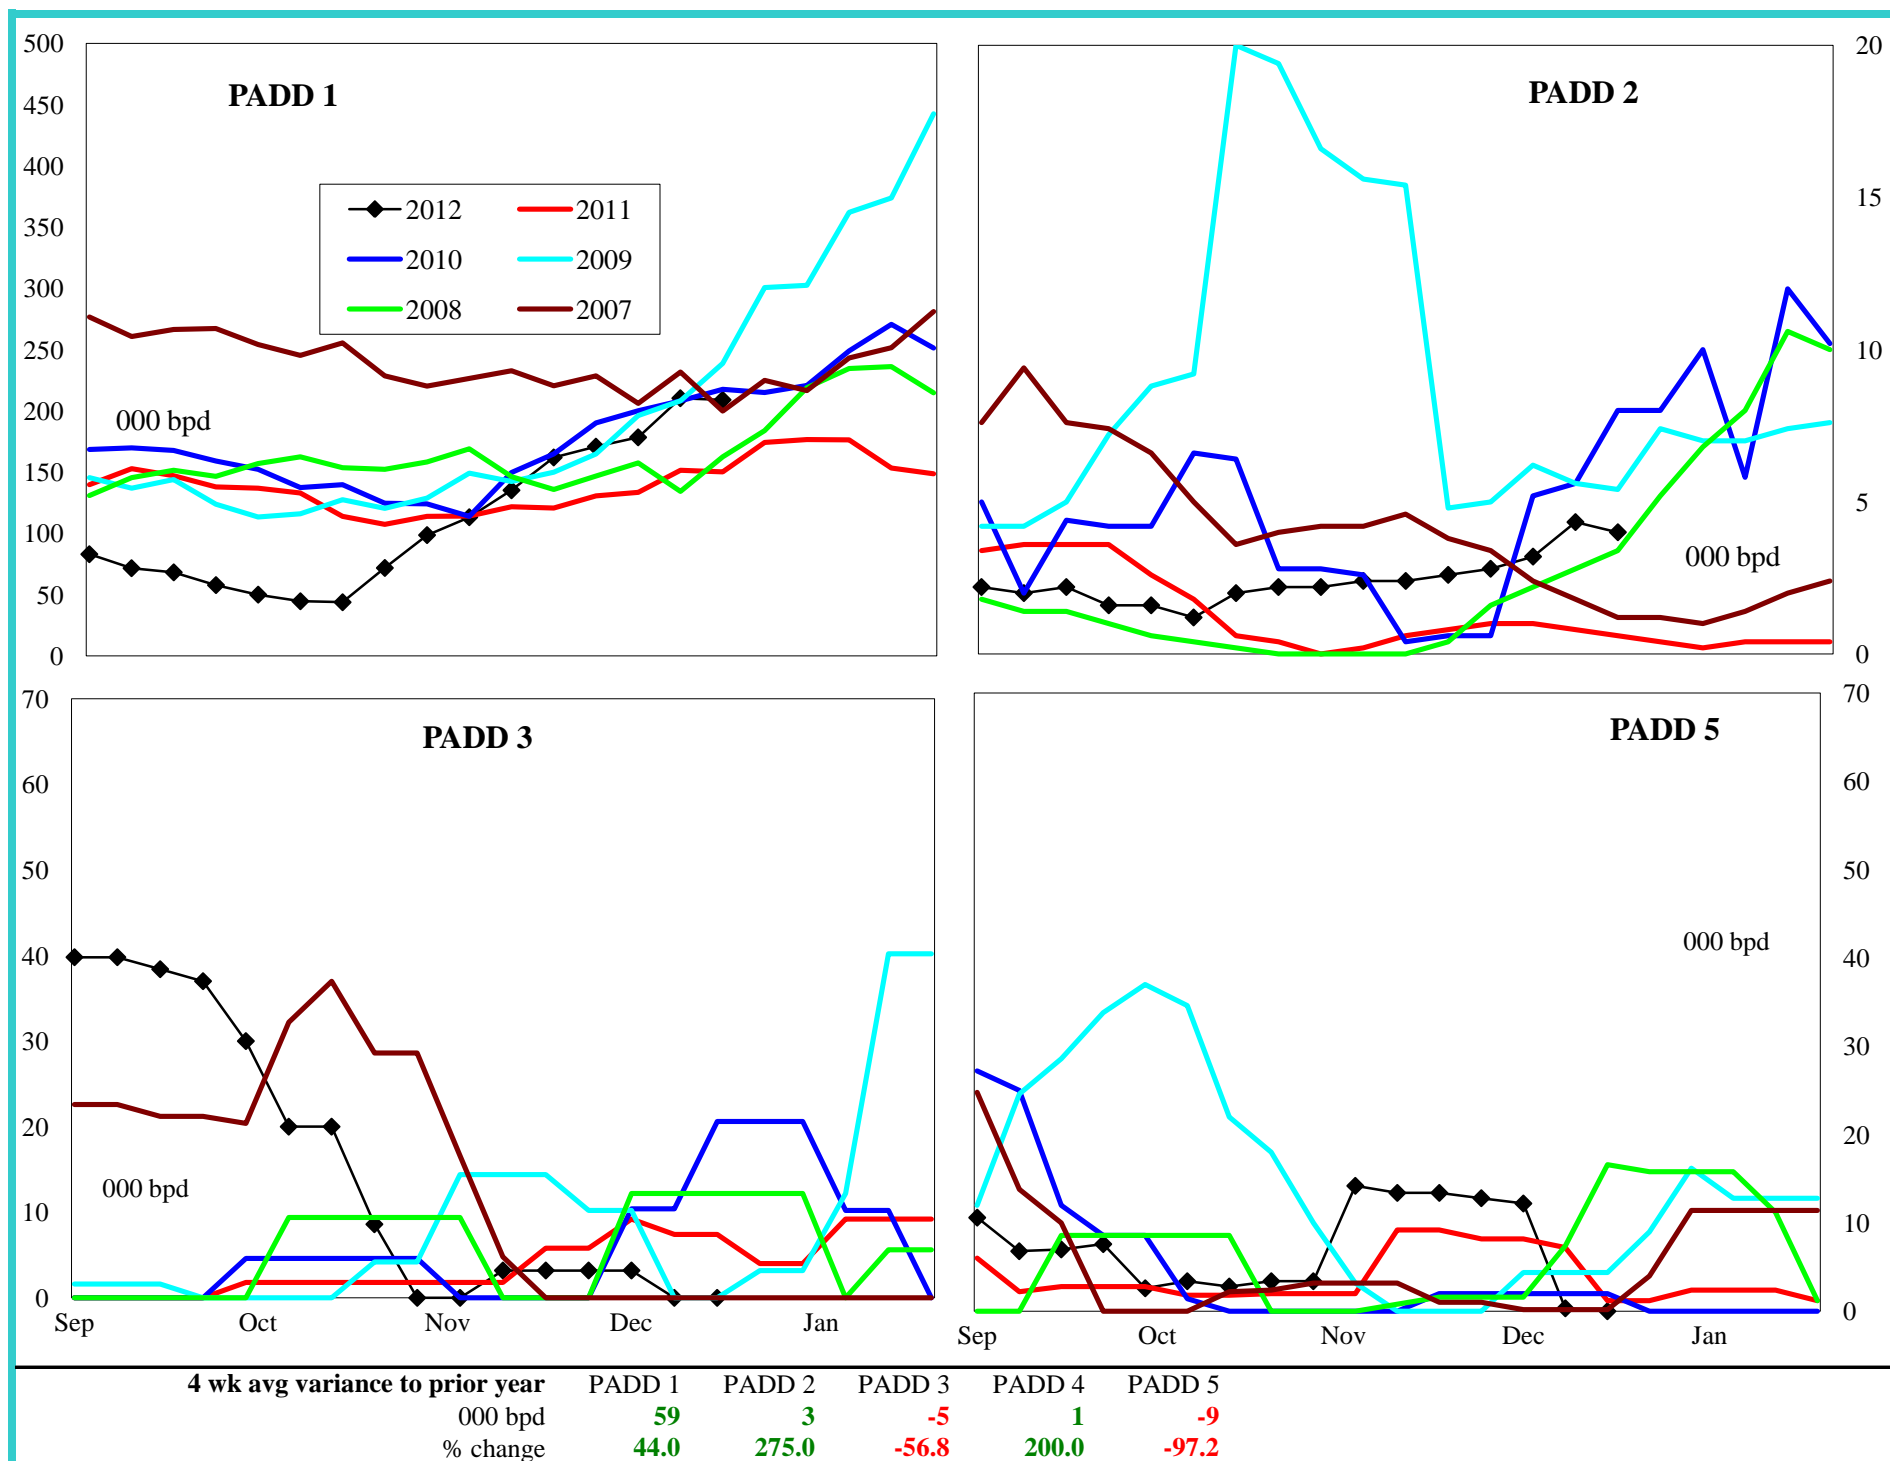 PADD 1
500
450
400
350
300
250
200
150
100
50
0
2012 2011
2010 2009
2008 2007
000 bpd
PADD 2
20
15
10
5
0
000 bpd
PADD 3
70
60
50
40
30
20
10
0
000 bpd
Sep Oct Nov Dec Jan
PADD 5
70
60
50
40
30
20
10
0
000 bpd
Sep Oct Nov Dec Jan
4 wk avg variance to prior year PADD 1 PADD 2 PADD 3 PADD 4 PADD 5
000 bpd 59 3 -5 1 -9
% change 44.0 275.0 -56.8 200.0 -97.2